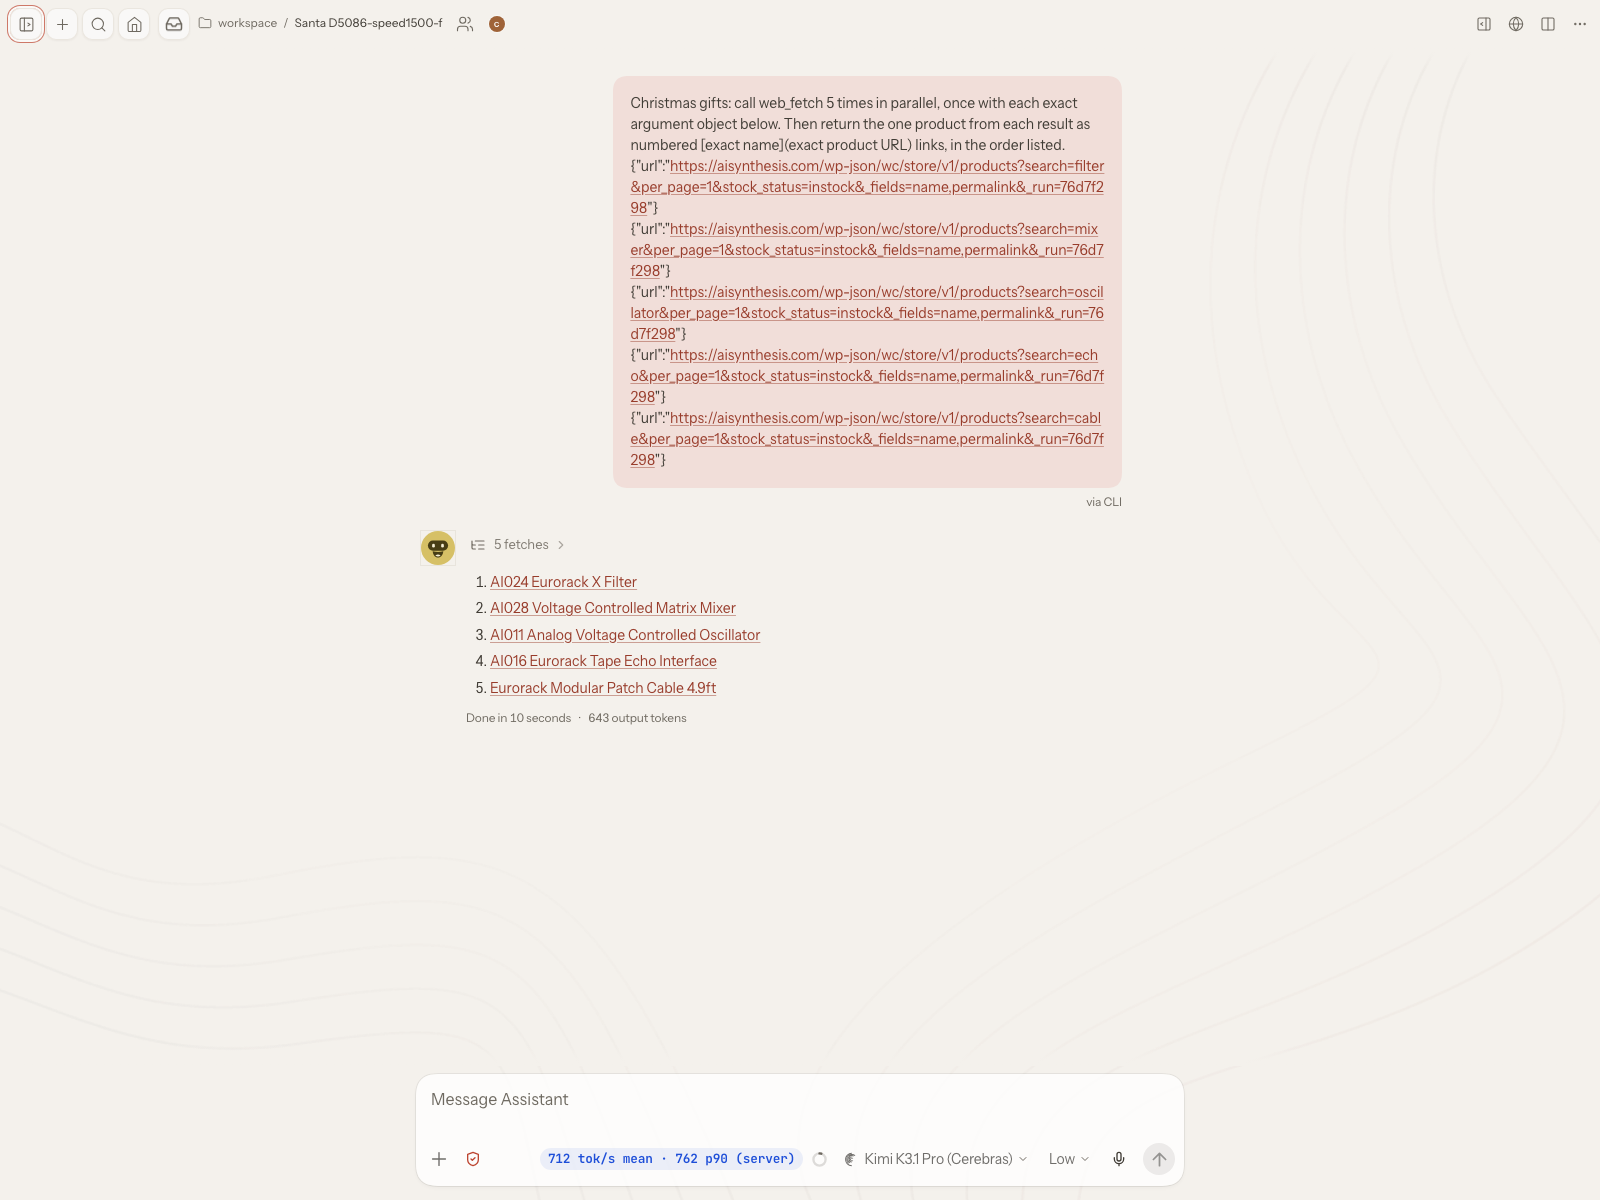 workspace / Santa D5086-speed1500-f
C
Christmas gifts: call web_fetch 5 times in parallel, once with each exact
argument object below. Then return the one product from each result as
numbered [exact name](exact product URL) links, in the order listed.
{"url":"https://aisynthesis.com/wp-json/wc/store/v1/products?search=filter
&per_page=1&stock_status=instock&_fields=name,permalink&_run=76d7f2
98"}
{"url":"https://aisynthesis.com/wp-json/wc/store/v1/products?search=mix
er&per_page=1&stock_status=instock&_fields=name,permalink&_run=76d7
f298"}
{"url":"https://aisynthesis.com/wp-json/wc/store/v1/products?search=oscil
lator&per_page=1&stock_status=instock&_fields=name,permalink&_run=76
d7f298"}
{"url":"https://aisynthesis.com/wp-json/wc/store/v1/products?search=ech
o&per_page=1&stock_status=instock&_fields=name,permalink&_run=76d7f
298"}
{"url":"https://aisynthesis.com/wp-json/wc/store/v1/products?search=cabl
e&per_page=1&stock_status=instock&_fields=name,permalink&_run=76d7f
298"}
via CLI
5 fetches
1. AI024 Eurorack X Filter
2. AI028 Voltage Controlled Matrix Mixer
3. AI011 Analog Voltage Controlled Oscillator
4. AI016 Eurorack Tape Echo Interface
5. Eurorack Modular Patch Cable 4.9ft
Done in 10 seconds · 643 output tokens
Message Assistant
712 tok/s mean · 762 p90 (server)
Kimi K3.1 Pro (Cerebras)
Low